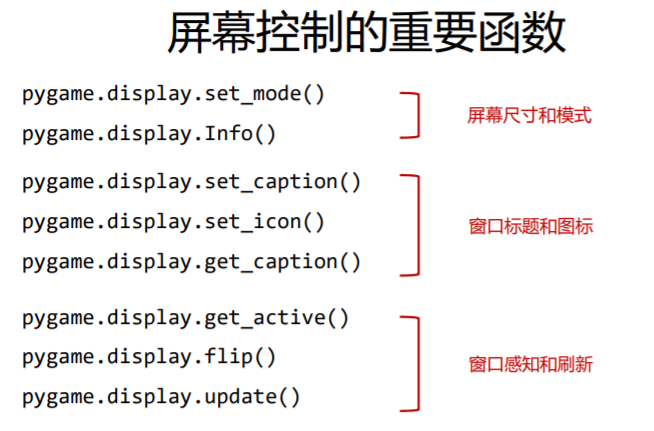 屏幕控制的重要函数
pygame.display.set_mode()
pygame.display.Info()
屏幕尺寸和模式
pygame.display.set_caption()
pygame.display.set_icon()
pygame.display.get_caption()
窗口标题和图标
pygame.display.get_active()
pygame.display.flip()
pygame.display.update()
窗口感知和刷新